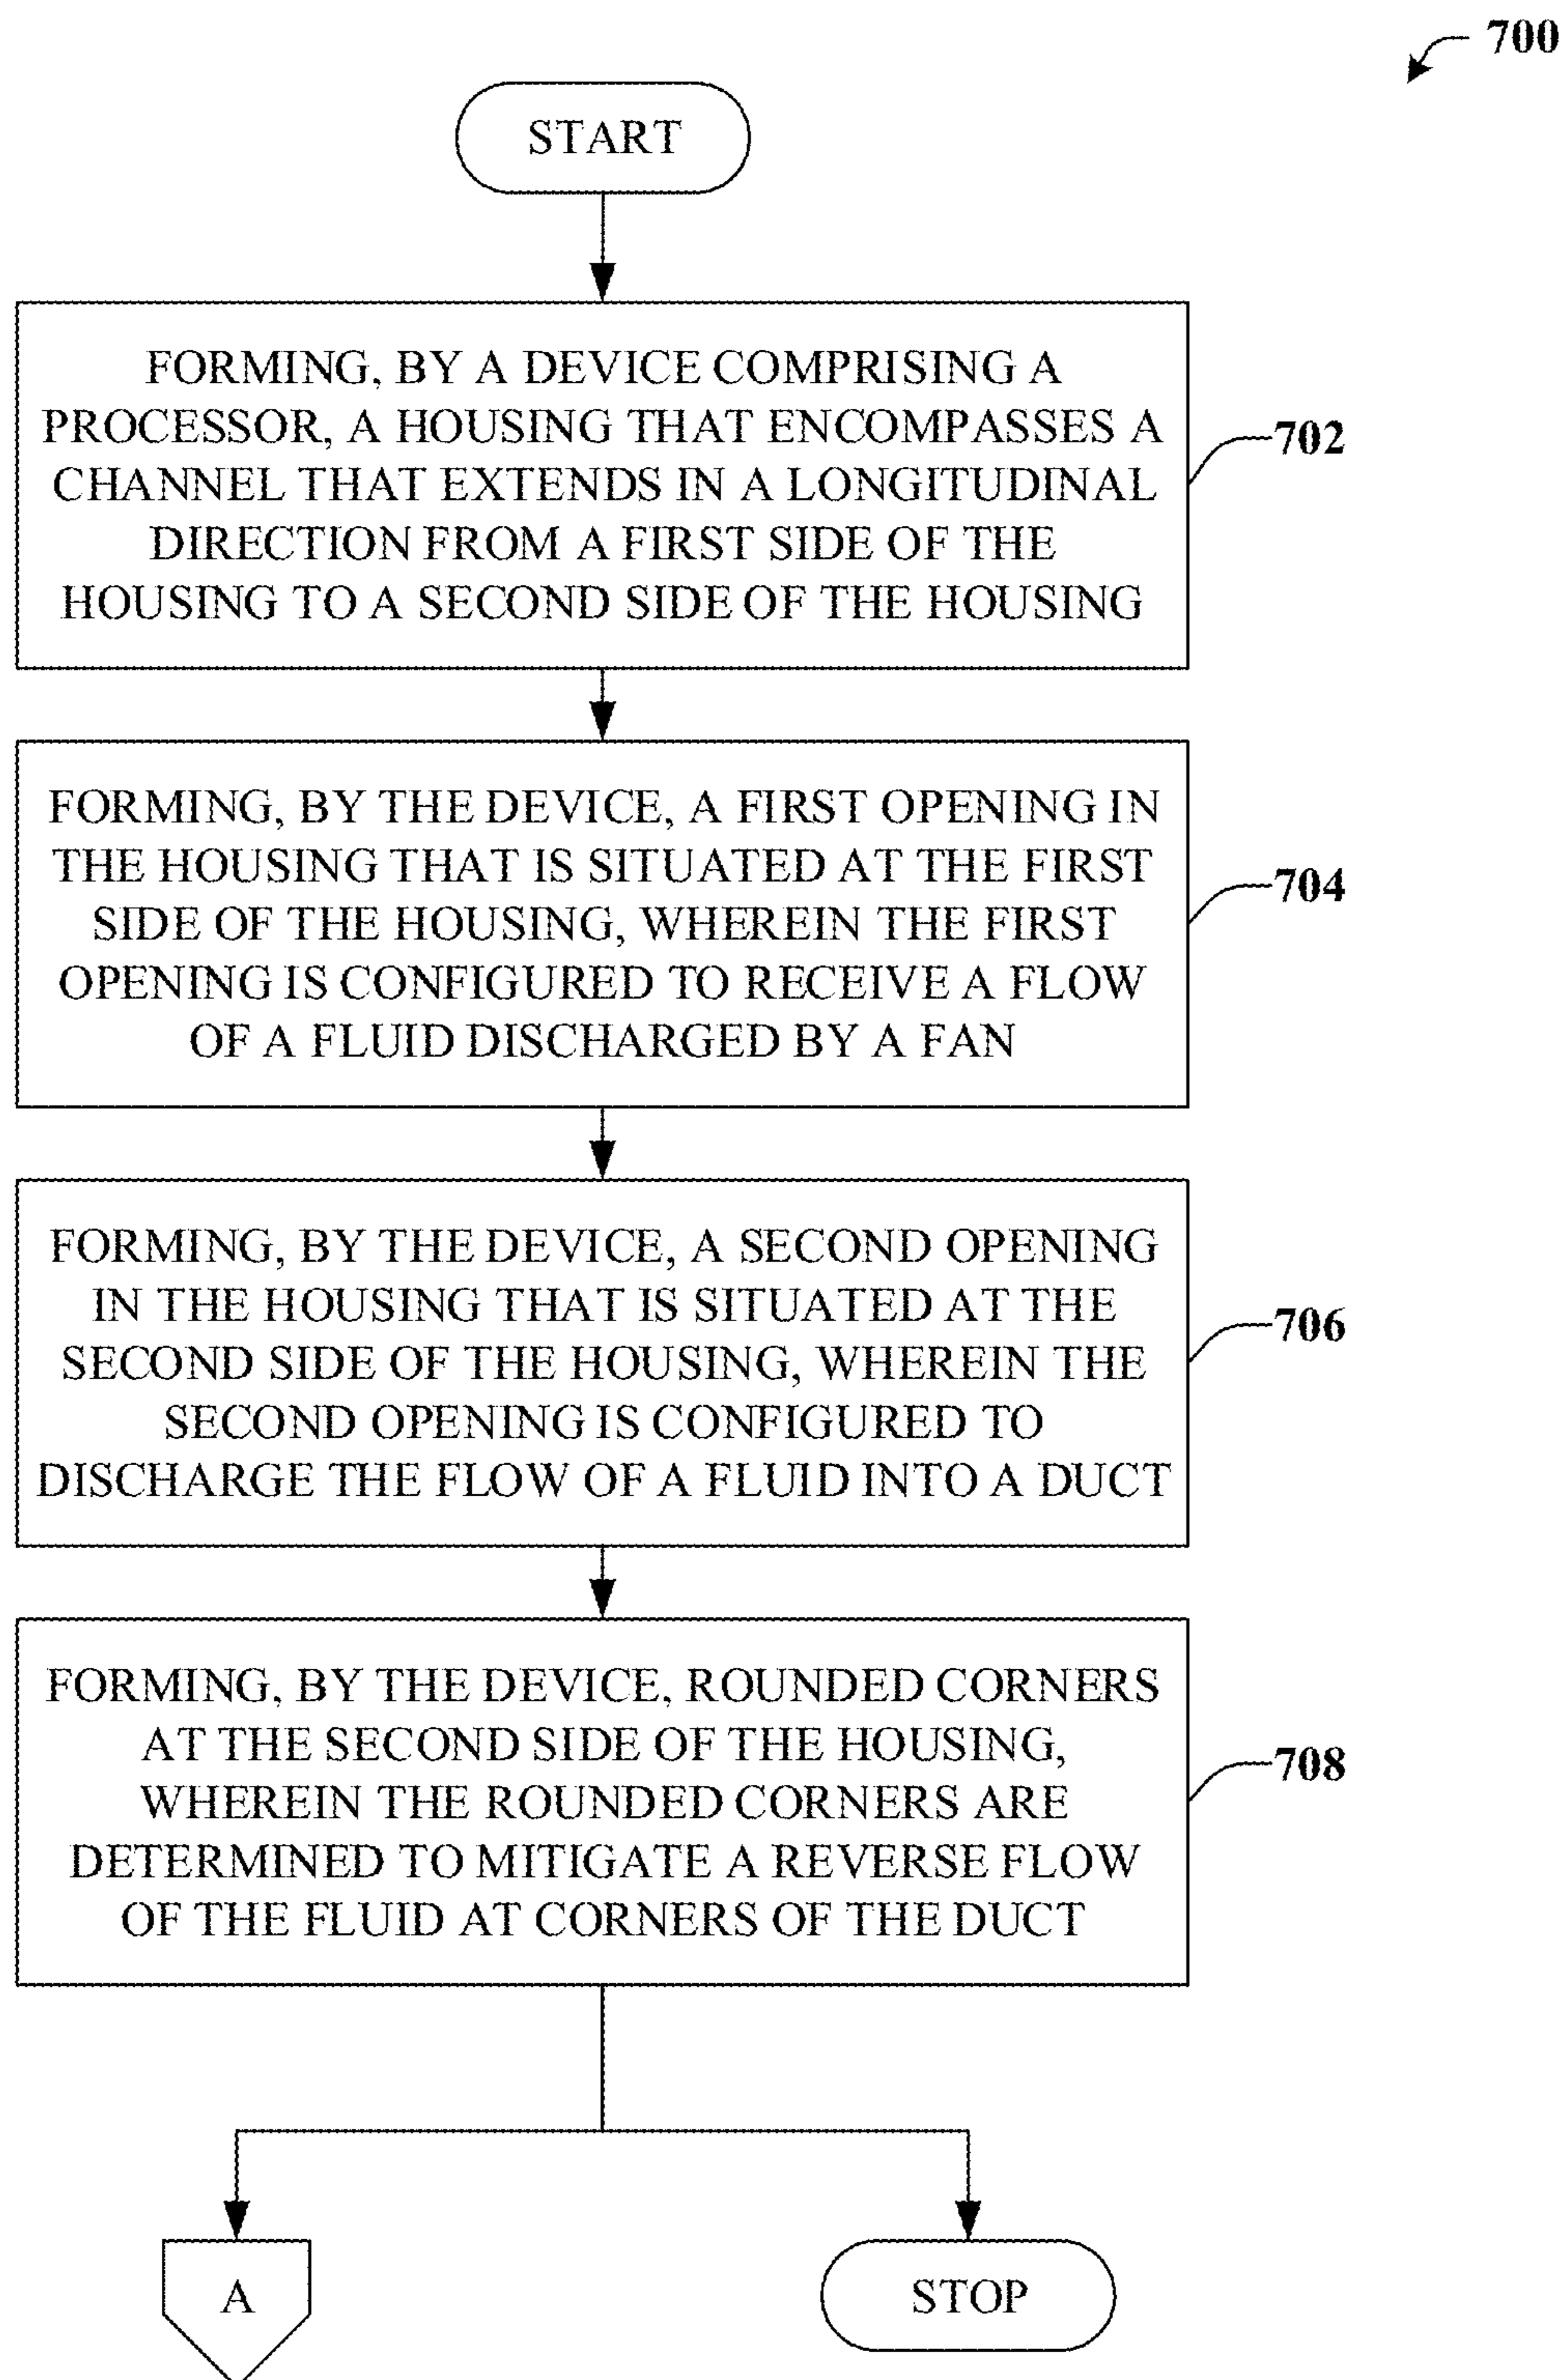 700
START
FORMING, BY A DEVICE COMPRISING A
PROCESSOR, A HOUSING THAT ENCOMPASSES A
CHANNEL THAT EXTENDS IN A LONGITUDINAL
DIRECTION FROM A FIRST SIDE OF THE
HOUSING TO A SECOND SIDE OF THE HOUSING
702
FORMING, BY THE DEVICE, A FIRST OPENING IN
THE HOUSING THAT IS SITUATED AT THE FIRST
SIDE OF THE HOUSING, WHEREIN THE FIRST
OPENING IS CONFIGURED TO RECEIVE A FLOW
OF A FLUID DISCHARGED BY A FAN
704
FORMING, BY THE DEVICE, A SECOND OPENING
IN THE HOUSING THAT IS SITUATED AT THE
SECOND SIDE OF THE HOUSING, WHEREIN THE
SECOND OPENING IS CONFIGURED TO
DISCHARGE THE FLOW OF A FLUID INTO A DUCT
706
FORMING, BY THE DEVICE, ROUNDED CORNERS
AT THE SECOND SIDE OF THE HOUSING,
WHEREIN THE ROUNDED CORNERS ARE
DETERMINED TO MITIGATE A REVERSE FLOW
OF THE FLUID AT CORNERS OF THE DUCT
708
A
STOP